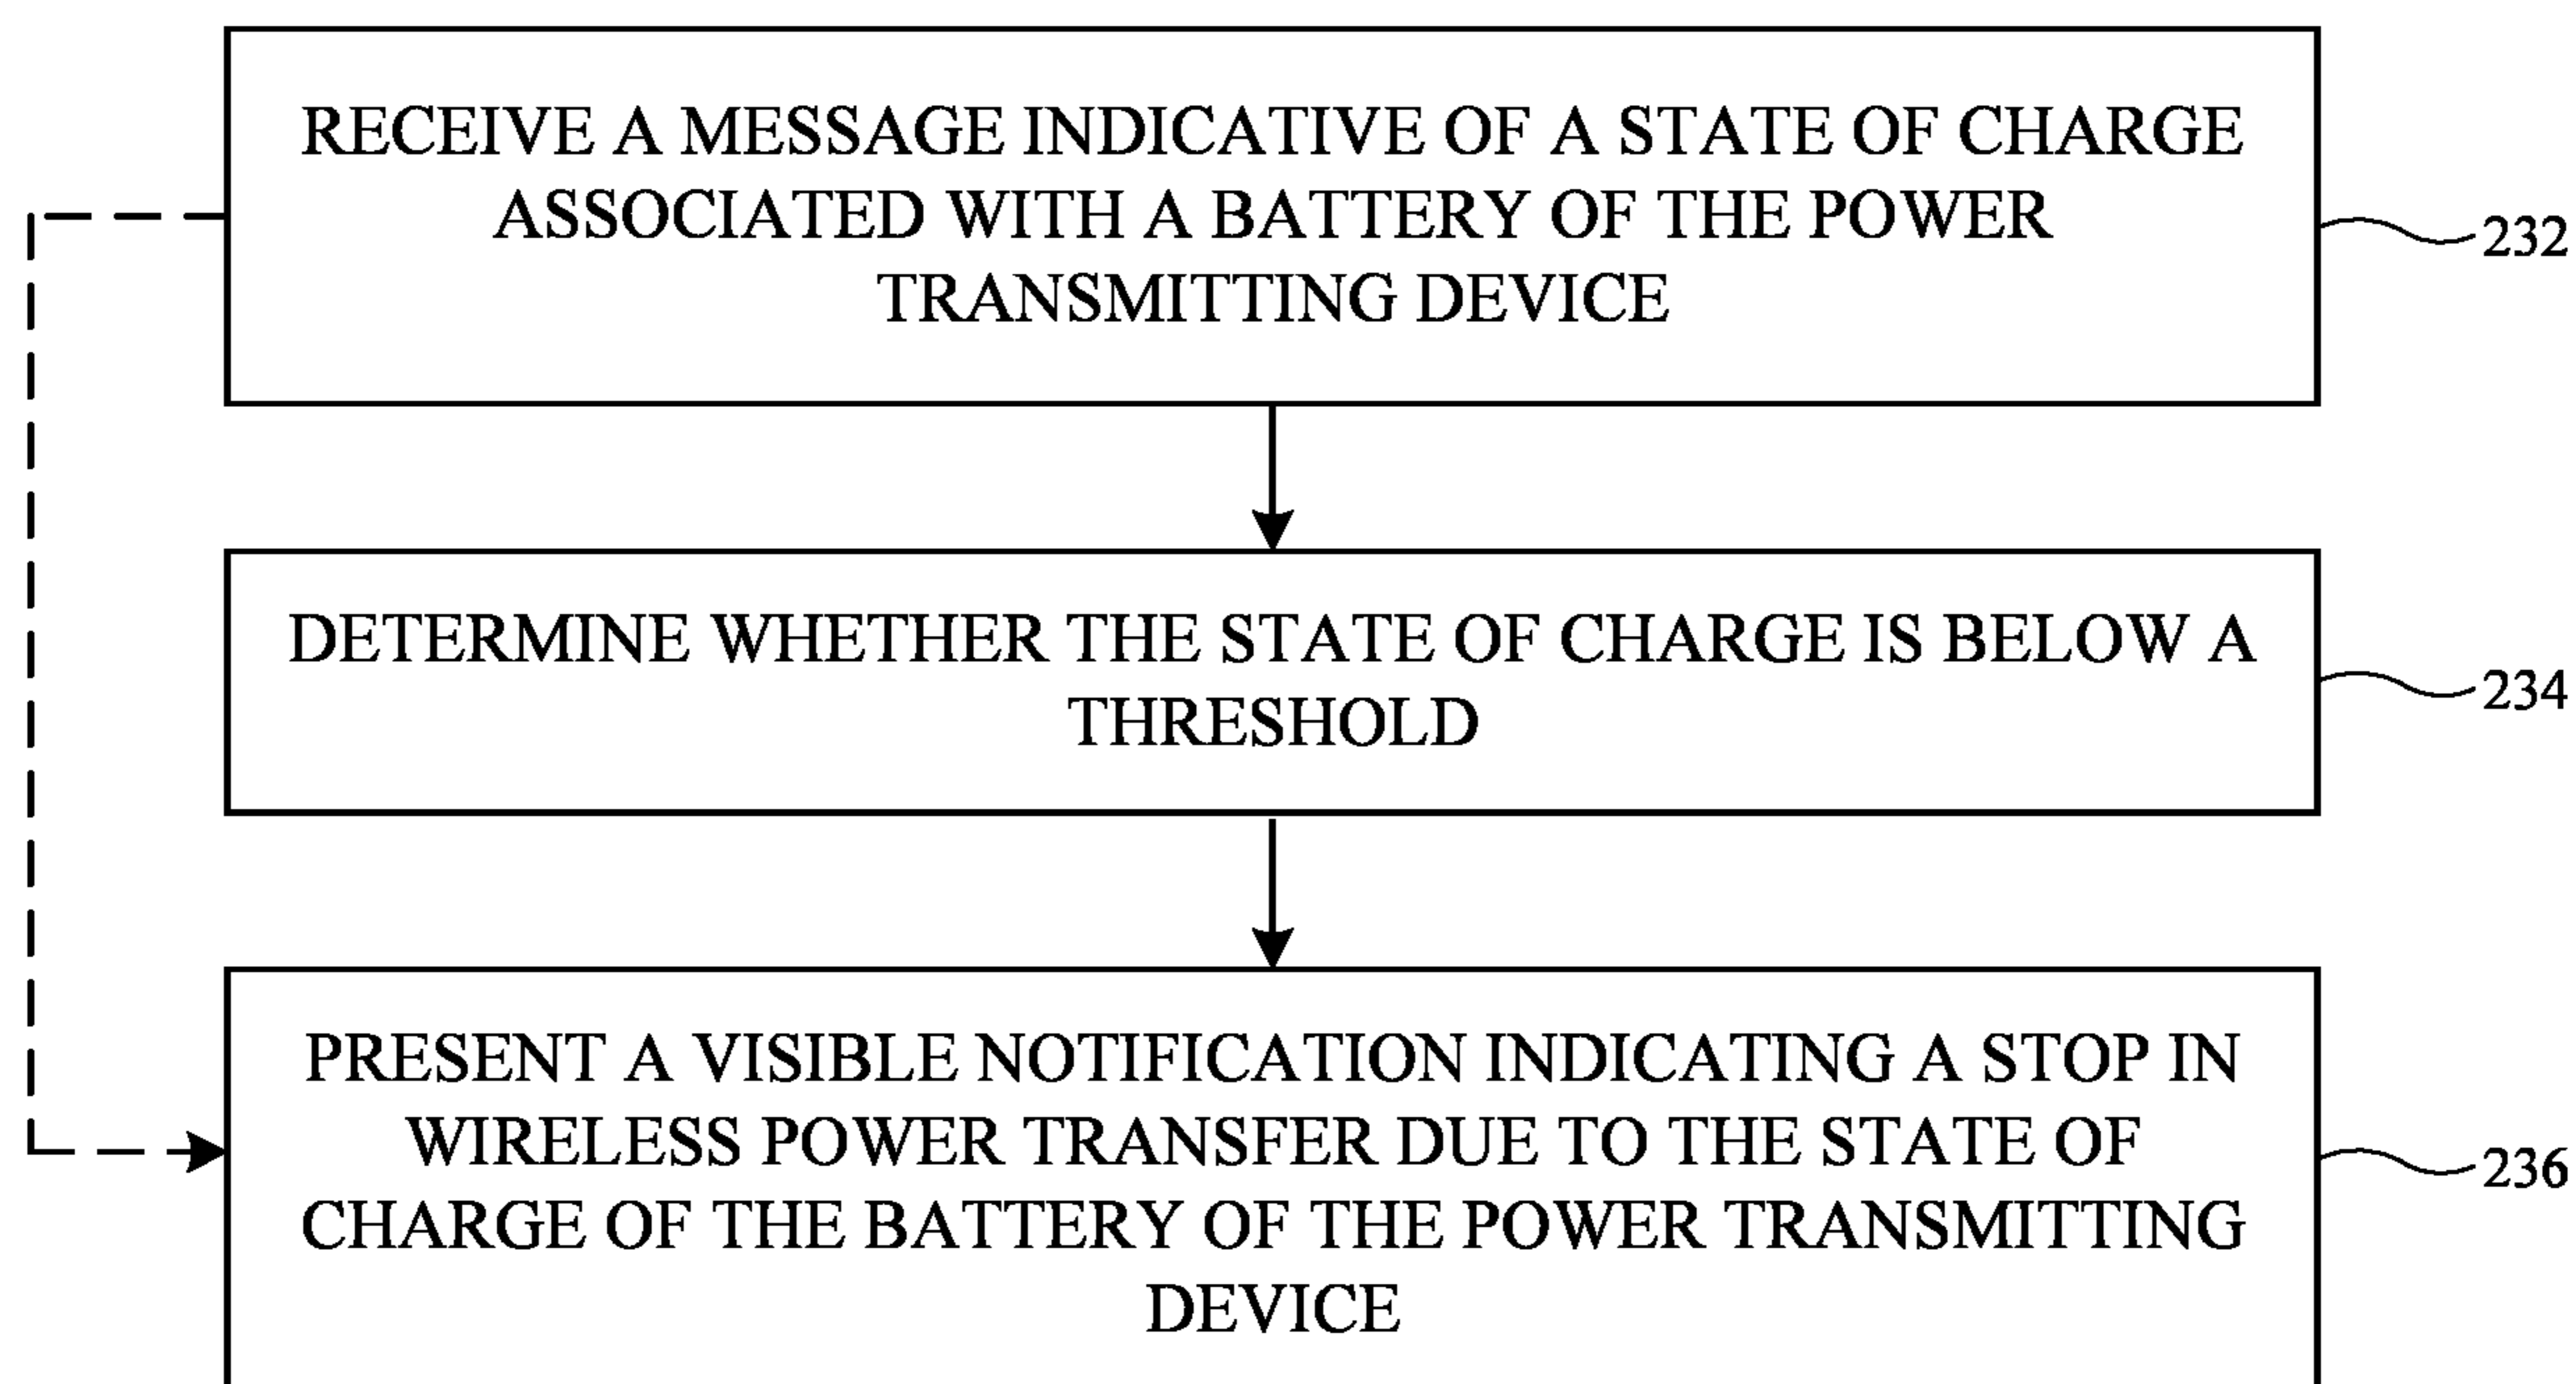 RECEIVE A MESSAGE INDICATIVE OF A STATE OF CHARGE
ASSOCIATED WITH A BATTERY OF THE POWER
TRANSMITTING DEVICE
232
DETERMINE WHETHER THE STATE OF CHARGE IS BELOW A
THRESHOLD
234
PRESENT A VISIBLE NOTIFICATION INDICATING A STOP IN
WIRELESS POWER TRANSFER DUE TO THE STATE OF
CHARGE OF THE BATTERY OF THE POWER TRANSMITTING
DEVICE
236